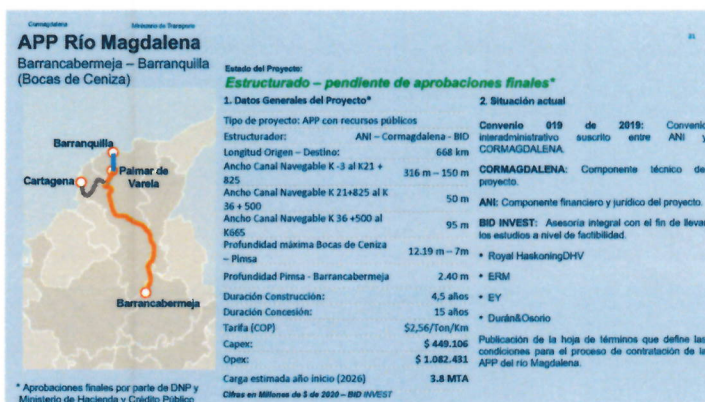 Cormagdalena
Ministerio de Transporte
21
APP Río Magdalena
Barrancabermeja – Barranquilla
(Bocas de Ceniza)
Barranquilla
Cartagena
Palmar de
Varela
Barrancabermeja
* Aprobaciones finales por parte de DNP y
Ministerio de Hacienda y Crédito Público
Estado del Proyecto:
Estructurado – pendiente de aprobaciones finales*
1. Datos Generales del Proyecto*
Tipo de proyecto: APP con recursos públicos
Estructurador: ANI – Cormagdalena - BID
Longitud Origen – Destino: 668 km
Ancho Canal Navegable K -3 al K21 +
825 316 m – 150 m
Ancho Canal Navegable K 21+825 al K
36 + 500 50 m
Ancho Canal Navegable K 36 +500 al
K665 95 m
Profundidad máxima Bocas de Ceniza
– Pimsa 12.19 m – 7m
Profundidad Pimsa - Barrancabermeja 2.40 m
Duración Construcción: 4,5 años
Duración Concesión: 15 años
Tarifa (COP) $2,56/Ton/Km
Capex: $ 449.106
Opex: $ 1.082.431
Carga estimada año inicio (2026) 3.8 MTA
Cifras en Millones de $ de 2020 – BID INVEST
2. Situación actual
Convenio 019 de 2019: Convenio
interadministrativo suscrito entre ANI y
CORMAGDALENA.
CORMAGDALENA: Componente técnico de
proyecto.
ANI: Componente financiero y jurídico del proyecto.
BID INVEST: Asesoría integral con el fin de llevar
los estudios a nivel de factibilidad.
• Royal HaskoningDHV
• ERM
• EY
• Durán&Osorio
Publicación de la hoja de términos que define las
condiciones para el proceso de contratación de la
APP del río Magdalena.